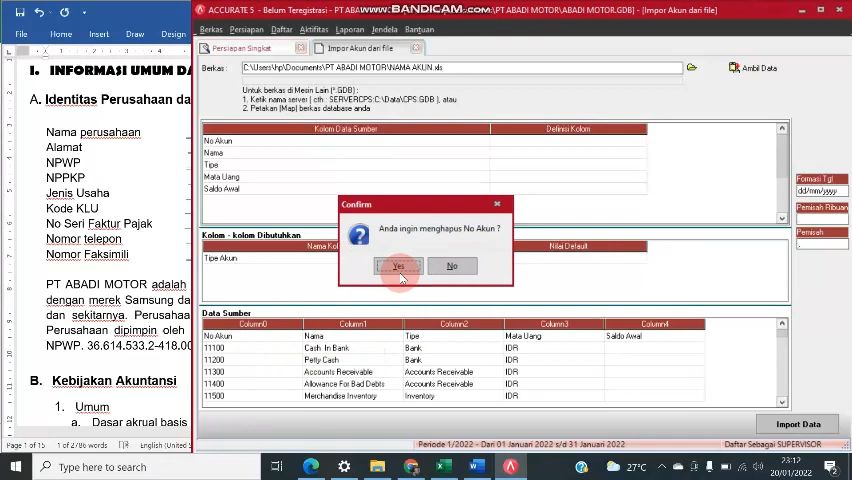 www.BANDICAM.com
File
Home
Insert
Draw
Design
I. INFORMASI UMUM DA
A. Identitas Perusahaan da
Nama perusahaan
Alamat
NPWP
NPPKP
Jenis Usaha
Kode KLU
No Seri Faktur Pajak
Nomor telepon
Nomor Faksimili
PT ABADI MOTOR adalah
dengan merek Samsung da
dan sekitarnya. Perusahaa
Perusahaan dipimpin oleh
NPWP. 36.614.533.2-418.00
B. Kebijakan Akuntansi
1. Umum
a. Dasar akrual basis
Page 1 of 15 1 of 2786 words English (
ACCURATE 5 - Belum Teregistrasi - PT ABADI MOTOR\ABADI MOTOR.GDB] - [Impor Akun dari file]
Berkas Persiapan Daftar Aktifitas Laporan Jendela Bantuan
Persiapan Singkat
Impor Akun dari file
Berkas : C:\Users\hp\Documents\PT ABADI MOTOR\NAMA AKUN.xls
Ambil Data
Untuk berkas di Mesin Lain (*.GDB) :
1. Ketik nama server ( cth : SERVERCPS:C:\Data\CPS.GDB ), atau
2. Petakan (Map) berkas database anda
Kolom Data Sumber Definisi Kolom
No Akun
Nama
Tipe
Mata Uang
Saldo Awal
Formasi Tgl
dd/mm/yyyy
Pemisah Ribuan
Pemisah
.
Confirm
Anda ingin menghapus No Akun ?
Yes No
Kolom - kolom Dibutuhkan
Nama Ko Nilai Default
Tipe Akun
Data Sumber
Column0 Column1 Column2 Column3 Column4
No Akun Nama Tipe Mata Uang Saldo Awal
11100 Cash In Bank Bank IDR
11200 Petty Cash Bank IDR
11300 Accounts Receivable Accounts Receivable IDR
11400 Allowance For Bad Debts Accounts Receivable IDR
11500 Merchandise Inventory Inventory IDR
Import Data
Periode 1/2022 - Dari 01 Januari 2022 s/d 31 Januari 2022
Daftar Sebagai SUPERVISOR
Type here to search
27°C
23:12
20/01/2022
2